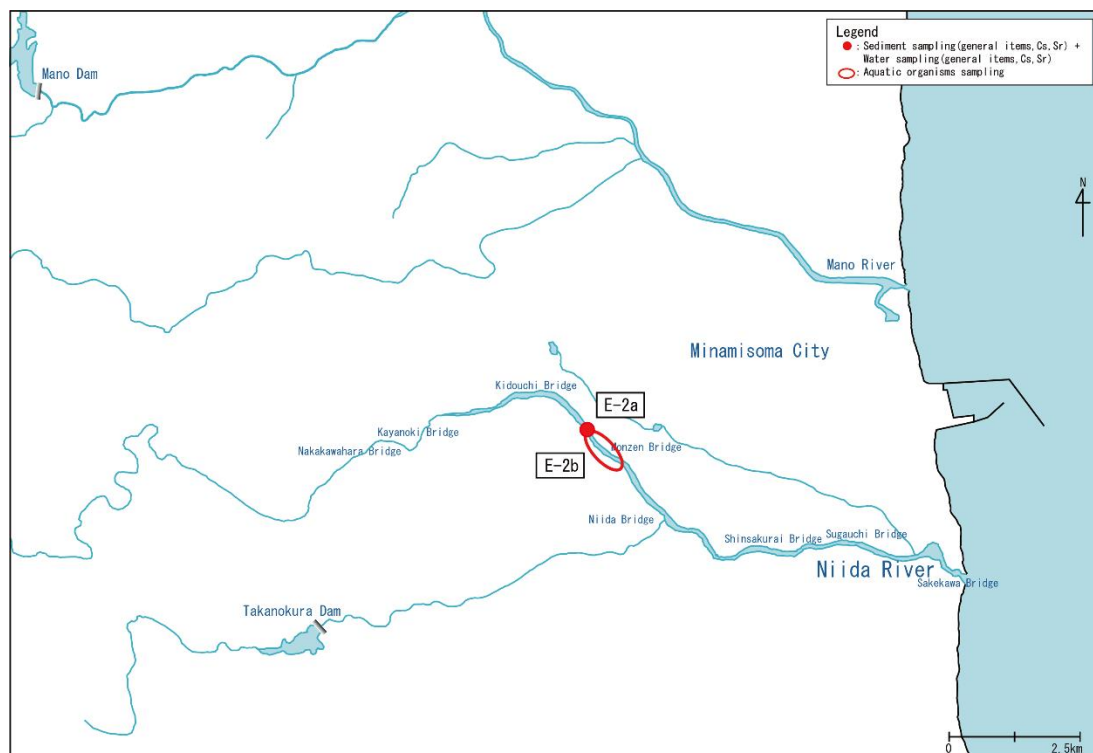 Legend
: Sediment sampling(general items,Cs,Sr) +
Water sampling(general items,Cs,Sr)
: Aquatic organisms sampling
Mano Dam
N
Mano River
Minamisoma City
Kidouchi Bridge
E-2a
Kayanoki Bridge
Nakakawahara Bridge
Monzen Bridge
E-2b
Niida Bridge
Shinsakurai Bridge
Sugauchi Bridge
Niida River
Sakekawa Bridge
Takanokura Dam
0
2.5km